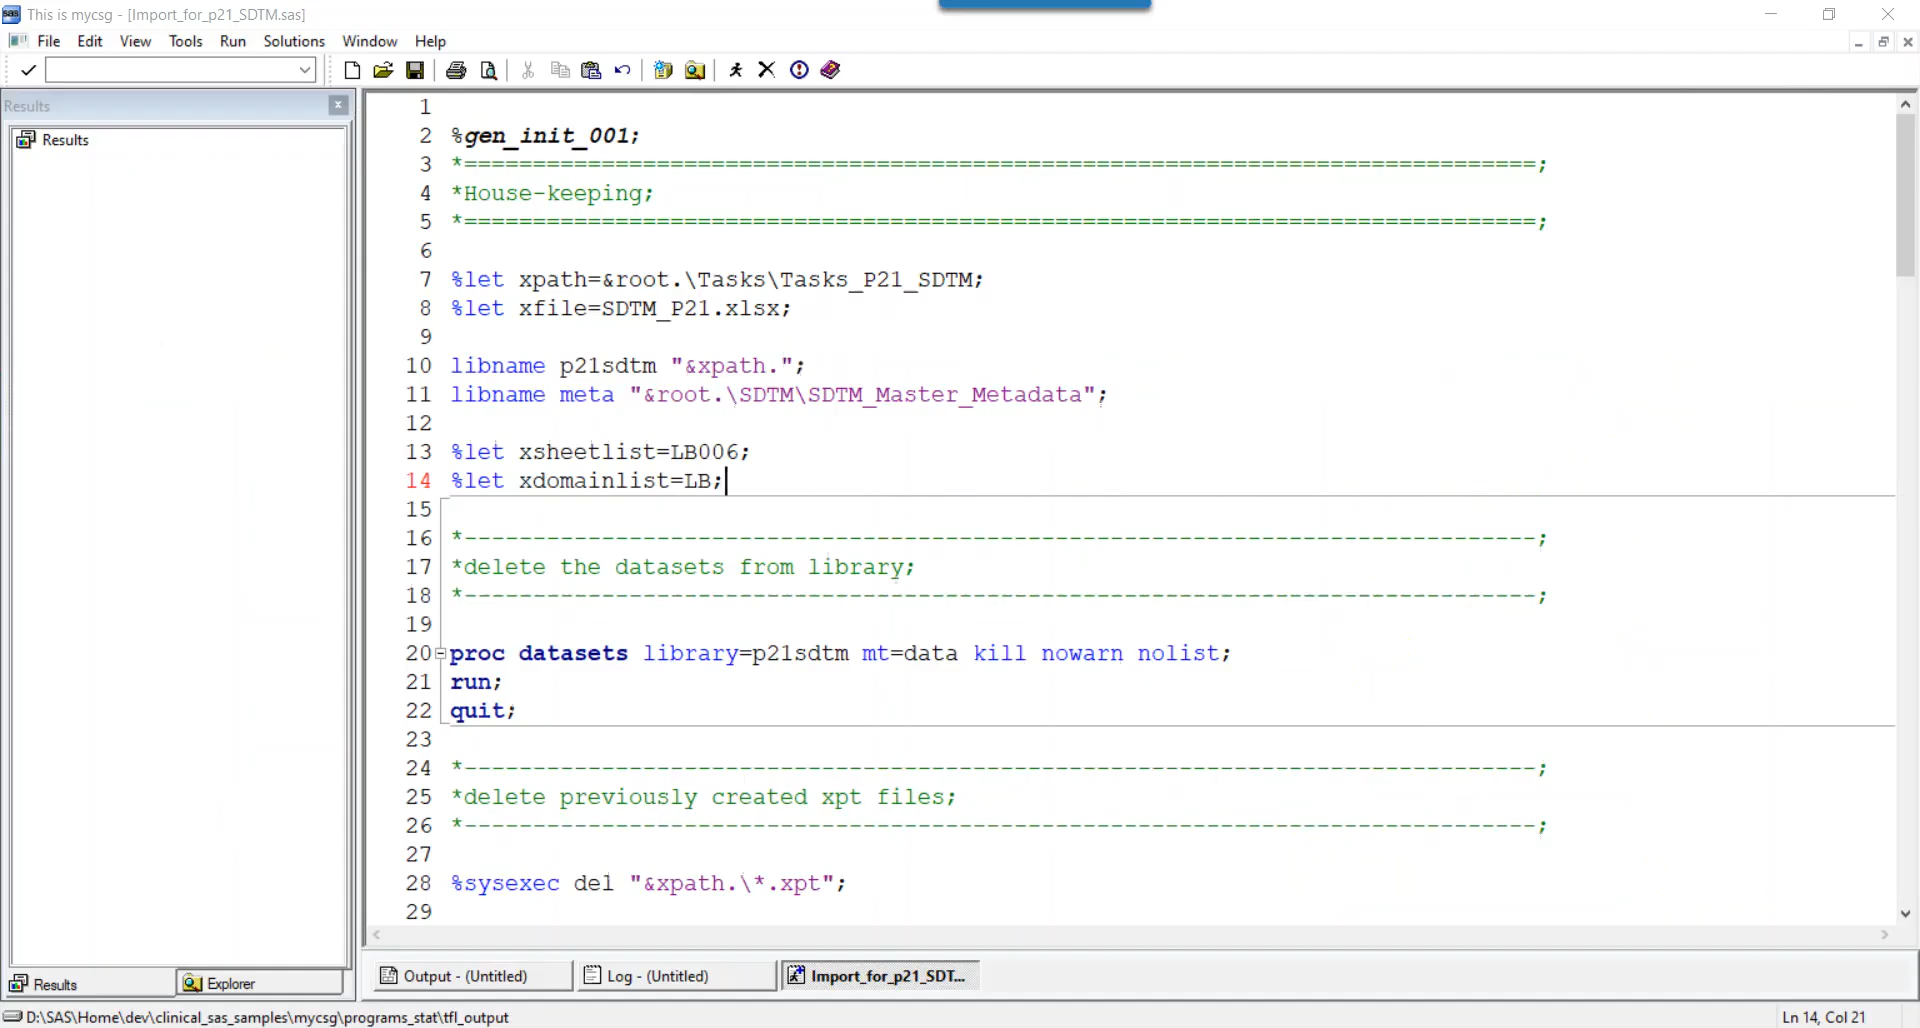 This is mycsg - [Import_for_p21_SDTM.sas]
File Edit View Tools Run Solutions Window Help
Results
Results
1
2 %gen_init_001;
3 *==============================================================================;
4 *House-keeping;
5 *==============================================================================;
6
7 %let xpath=&root.\Tasks\Tasks_P21_SDTM;
8 %let xfile=SDTM_P21.xlsx;
9
10 libname p21sdtm "&xpath.";
11 libname meta "&root.\SDTM\SDTM_Master_Metadata";
12
13 %let xsheetlist=LB006;
14 %let xdomainlist=LB;
15
16 *------------------------------------------------------------------------------;
17 *delete the datasets from library;
18 *------------------------------------------------------------------------------;
19
20 proc datasets library=p21sdtm mt=data kill nowarn nolist;
21 run;
22 quit;
23
24 *------------------------------------------------------------------------------;
25 *delete previously created xpt files;
26 *------------------------------------------------------------------------------;
27
28 %sysexec del "&xpath.\*.xpt";
29
Results Explorer
Output - (Untitled) Log - (Untitled) Import_for_p21_SDT...
D:\SAS\Home\dev\clinical_sas_samples\mycsg\programs_stat\tfl_output
Ln 14, Col 21